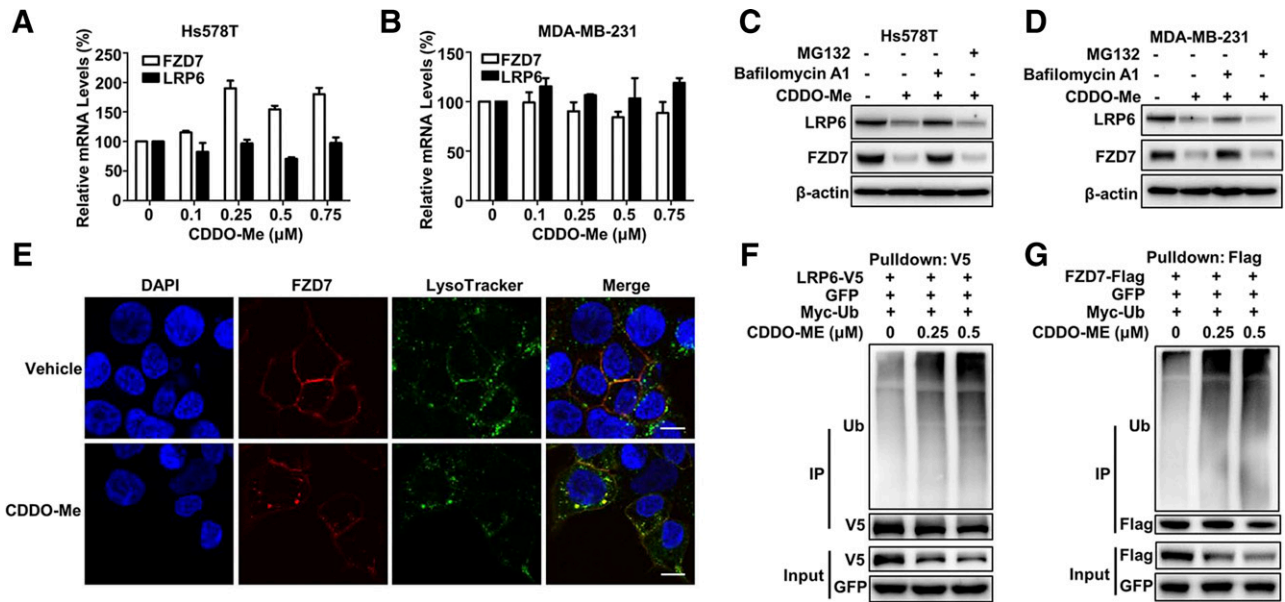 A
Hs578T
Relative mRNA Levels (%)
250
200
150
100
50
0
FZD7
LRP6
0 0.1 0.25 0.5 0.75
CDDO-Me (μM)
B
MDA-MB-231
Relative mRNA Levels (%)
150
100
50
0
FZD7
LRP6
0 0.1 0.25 0.5 0.75
CDDO-Me (μM)
C
Hs578T
MG132 +
Bafilomycin A1 +
CDDO-Me - + + +
LRP6
FZD7
β-actin
D
MDA-MB-231
MG132 +
Bafilomycin A1 +
CDDO-Me - + + +
LRP6
FZD7
β-actin
E
DAPI FZD7 LysoTracker Merge
Vehicle
CDDO-Me
F
Pulldown: V5
LRP6-V5 + + +
GFP + + +
Myc-Ub + + +
CDDO-ME (μM) 0 0.25 0.5
Ub
IP
V5
V5
Input
GFP
G
Pulldown: Flag
FZD7-Flag + + +
GFP + + +
Myc-Ub + + +
CDDO-ME (μM) 0 0.25 0.5
Ub
IP
Flag
Flag
Input
GFP